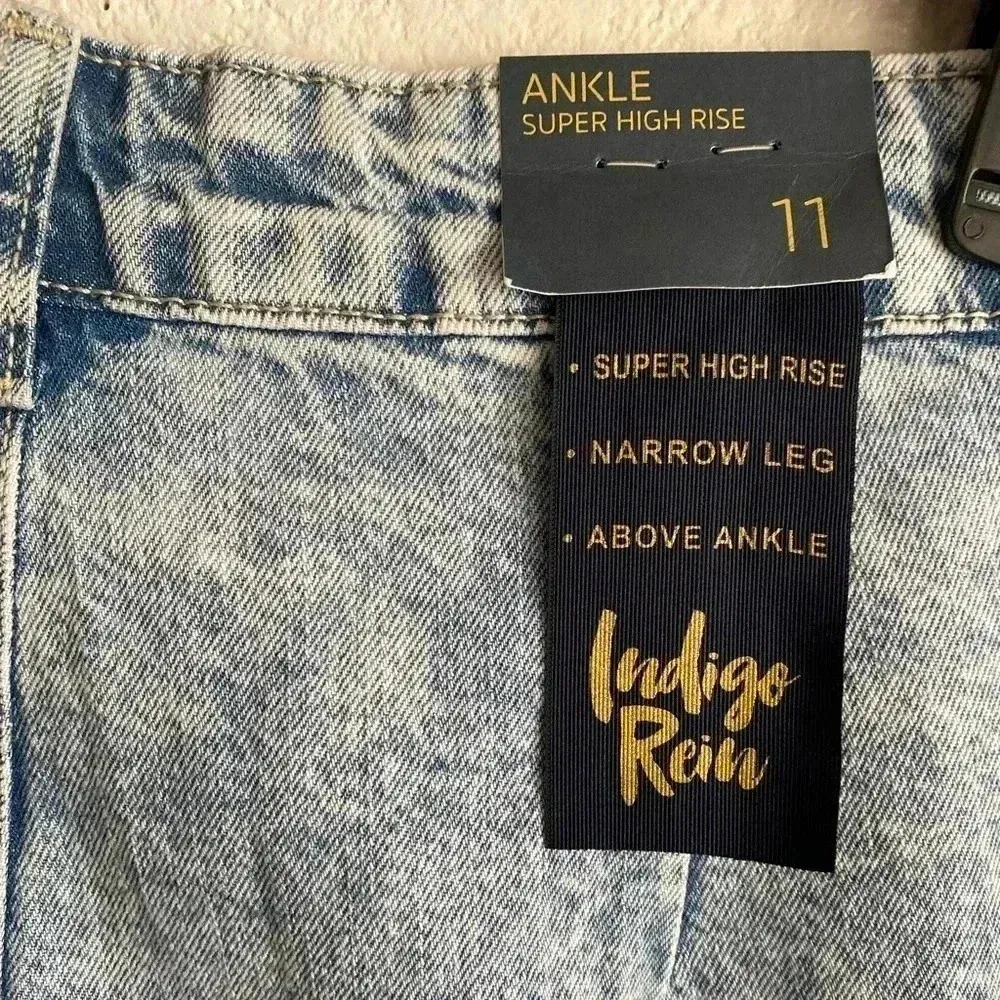 ANKLE
SUPER HIGH RISE
11
• SUPER HIGH RISE
• NARROW LEG
• ABOVE ANKLE
Indigo
Rein